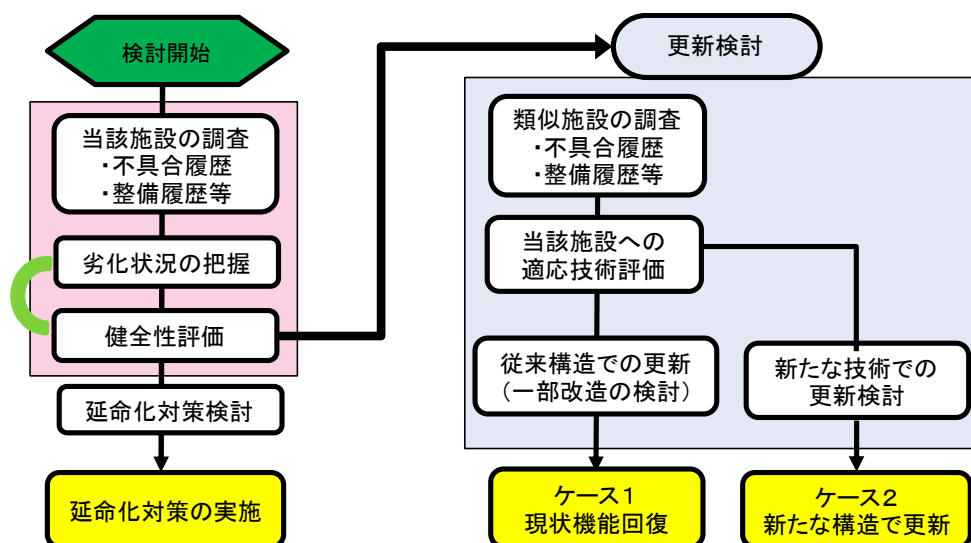 検討開始
当該施設の調査
・不具合履歴
・整備履歴等
劣化状況の把握
健全性評価
延命化対策検討
延命化対策の実施
更新検討
類似施設の調査
・不具合履歴
・整備履歴等
当該施設への
適応技術評価
従来構造での更新
（一部改造の検討）
新たな技術での
更新検討
ケース１
現状機能回復
ケース２
新たな構造で更新